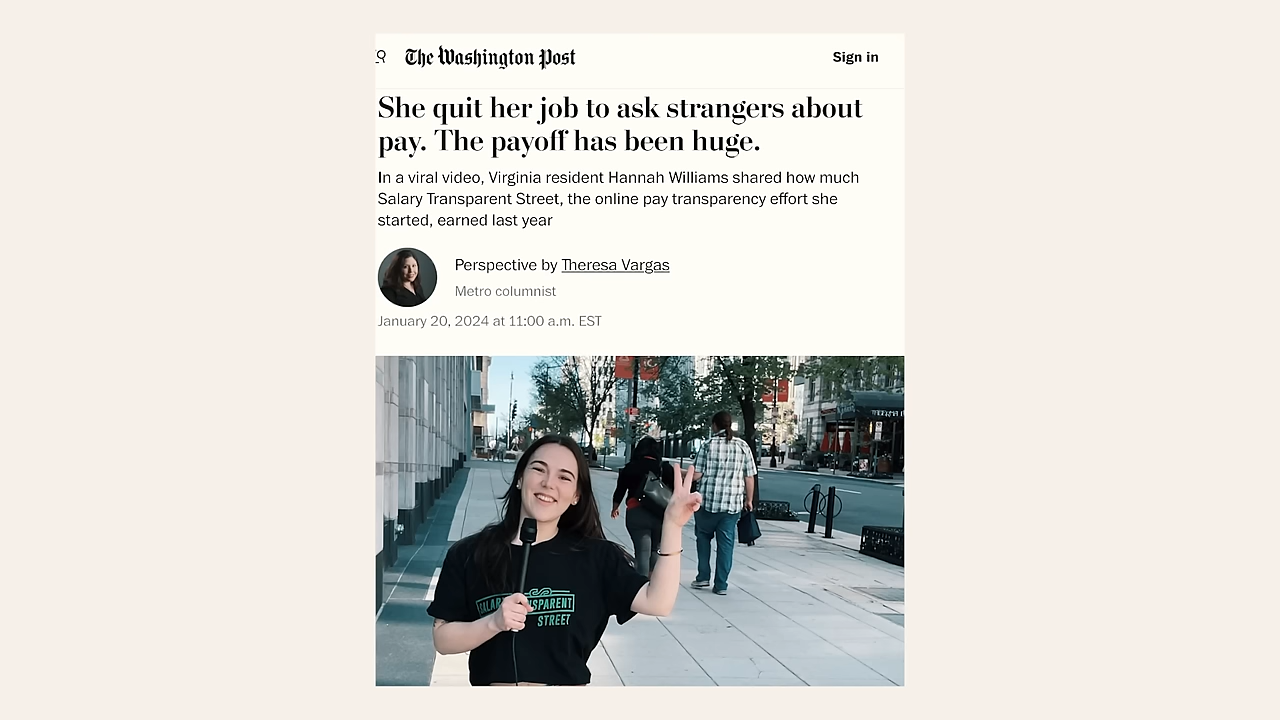 The Washington Post
Sign in
She quit her job to ask strangers about
pay. The payoff has been huge.
In a viral video, Virginia resident Hannah Williams shared how much
Salary Transparent Street, the online pay transparency effort she
started, earned last year
Perspective by Theresa Vargas
Metro columnist
January 20, 2024 at 11:00 a.m. EST
STREET